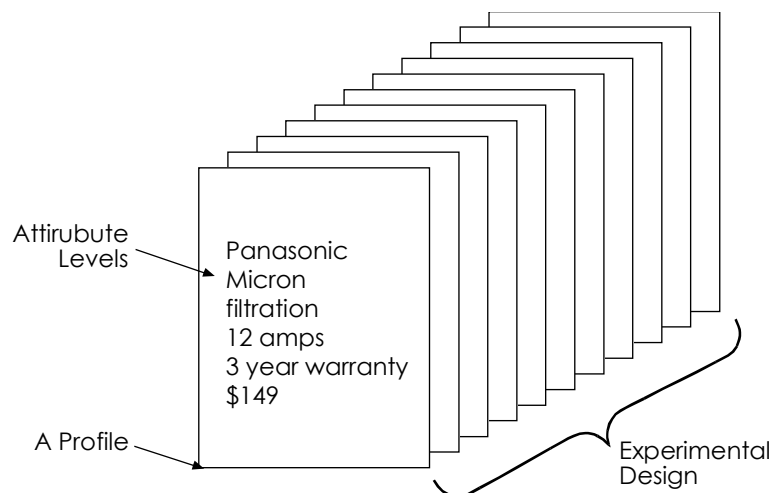 Attirubute
Levels
Panasonic
Micron
filtration
12 amps
3 year warranty
$149
A Profile
Experimental
Design